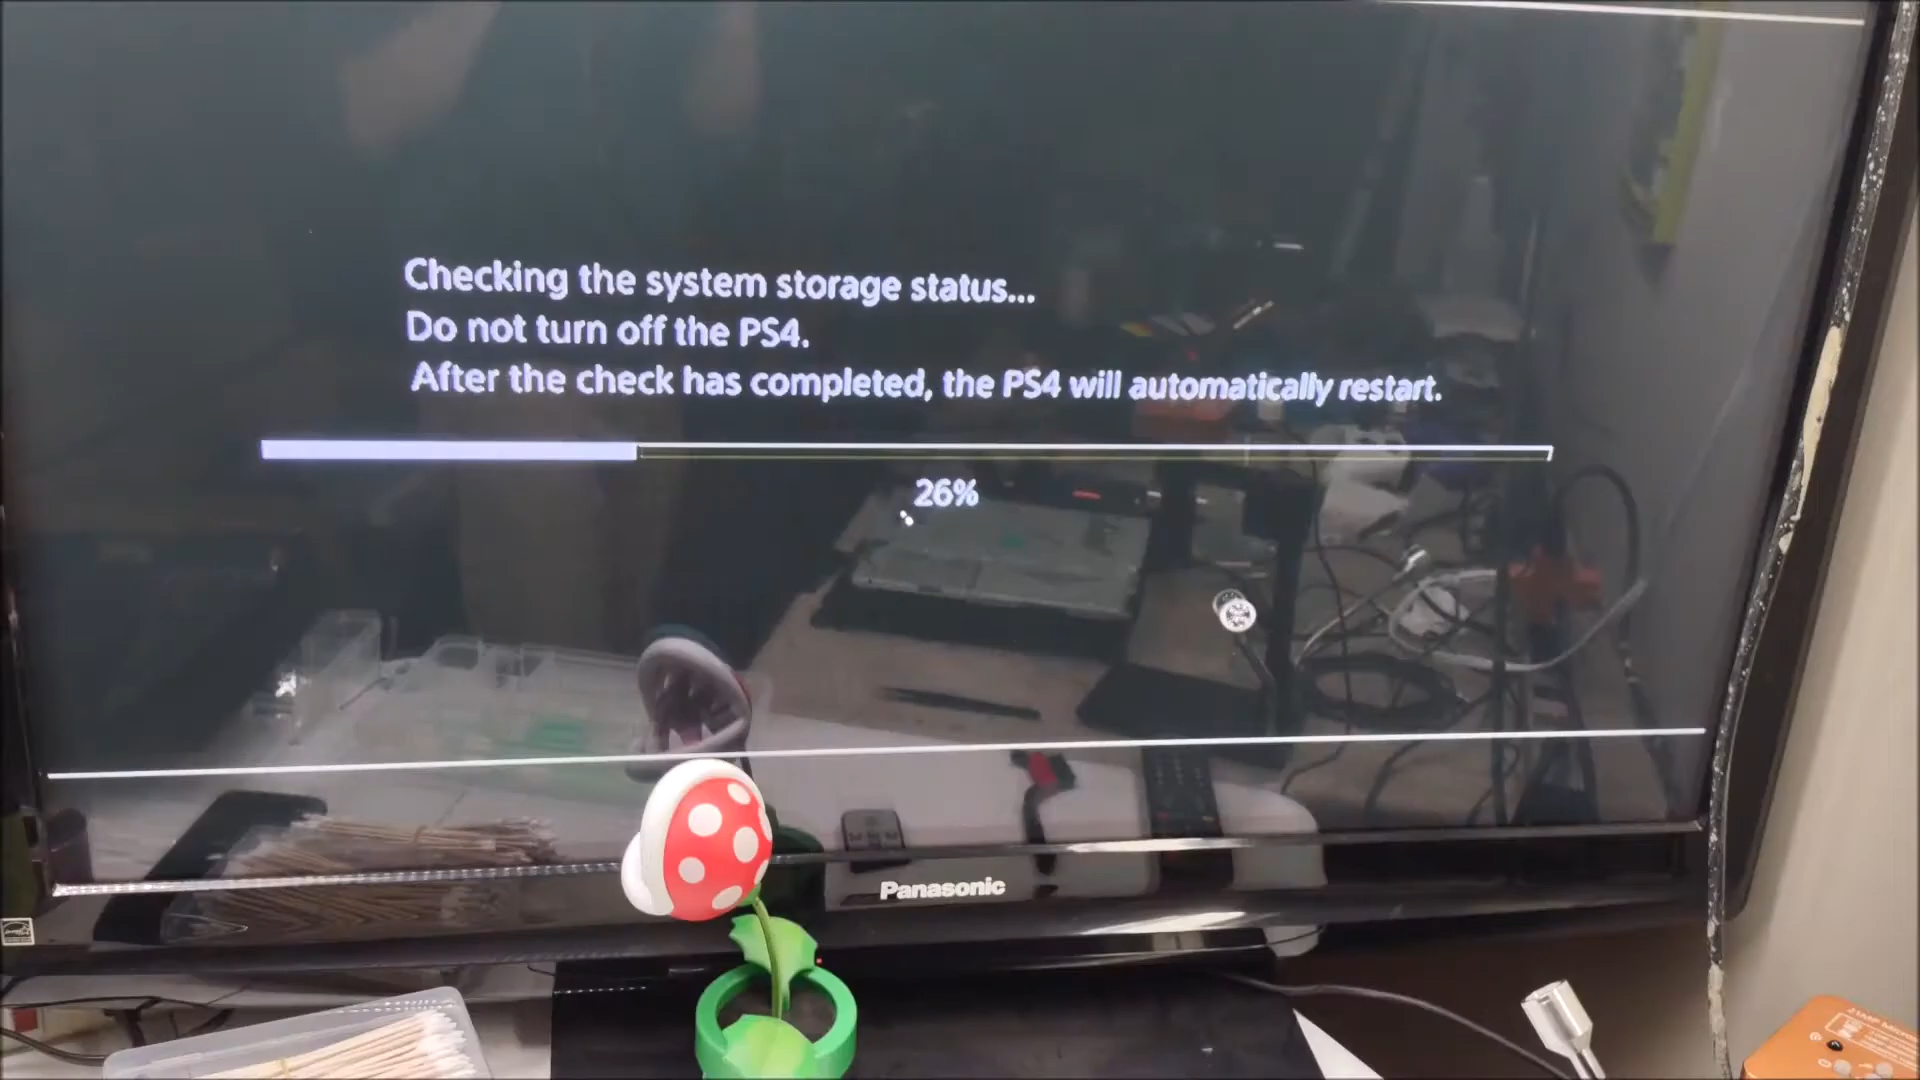 Checking the system storage status...
Do not turn off the PS4.
After the check has completed, the PS4 will automatically restart.
26%
Panasonic